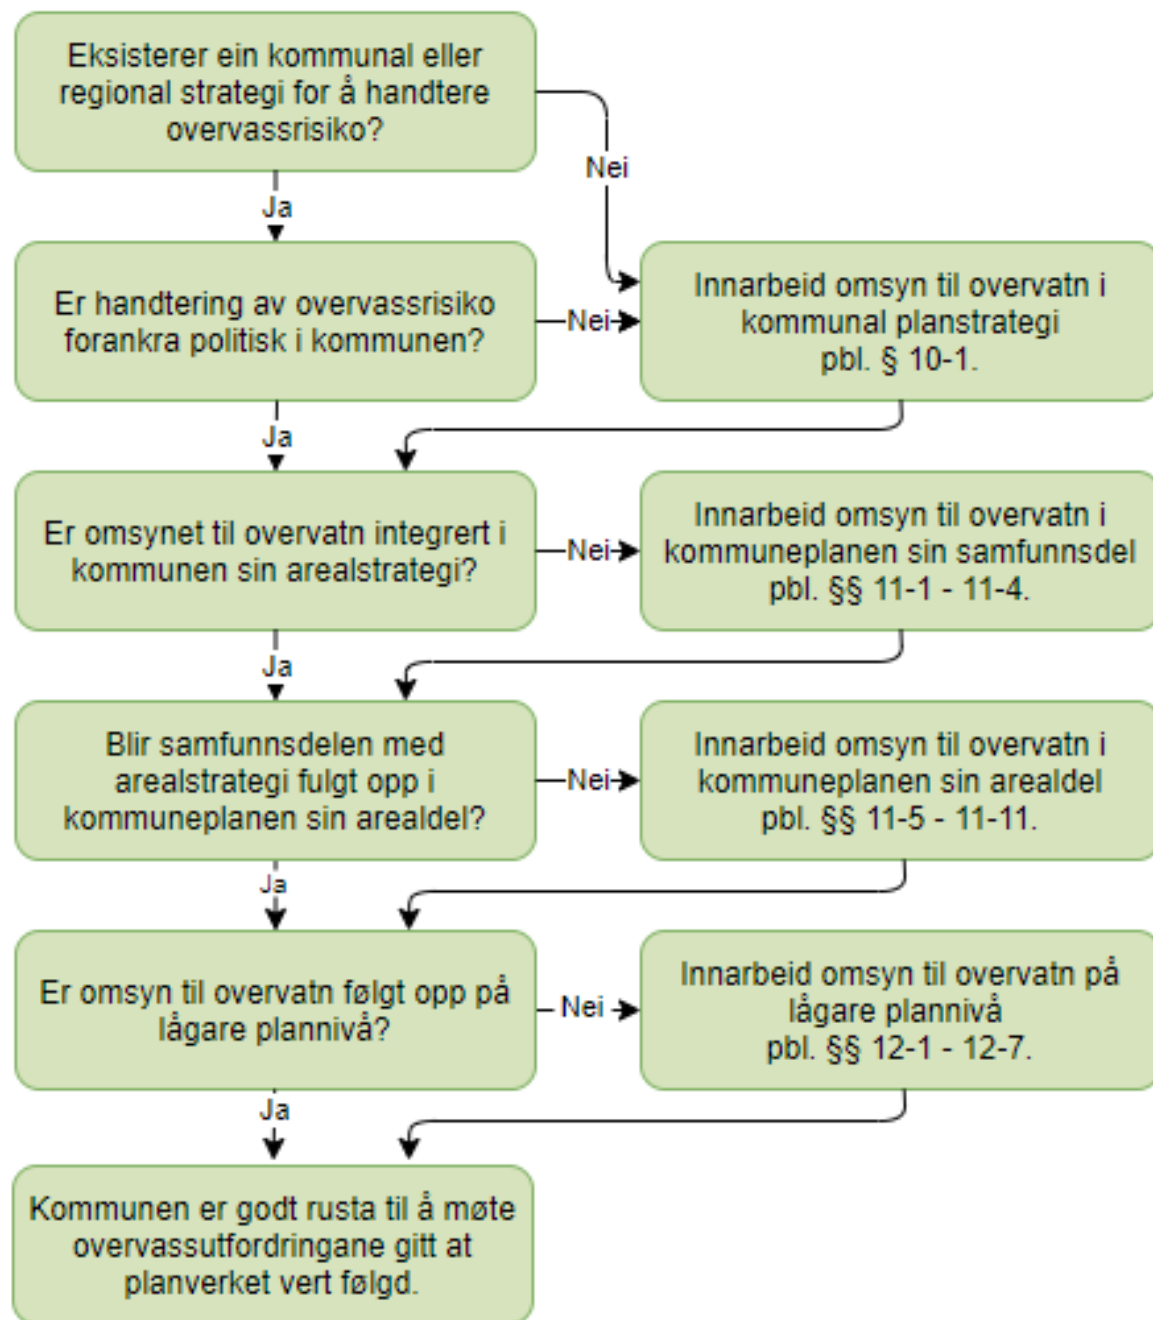 Eksisterer ein kommunal eller
regional strategi for å handtere
overvassrisiko?
Nei
Ja
Er handtering av overvassrisiko
forankra politisk i kommunen?
Nei
Innarbeid omsyn til overvatn i
kommunal planstrategi
pbl. § 10-1.
Ja
Er omsynet til overvatn integrert i
kommunen sin arealstrategi?
Nei
Innarbeid omsyn til overvatn i
kommuneplanen sin samfunnsdel
pbl. §§ 11-1 - 11-4.
Ja
Blir samfunnsdelen med
arealstrategi fulgt opp i
kommuneplanen sin arealdel?
Nei
Innarbeid omsyn til overvatn i
kommuneplanen sin arealdel
pbl. §§ 11-5 - 11-11.
Ja
Er omsyn til overvatn følgt opp på
lågare plannivå?
Nei
Innarbeid omsyn til overvatn på
lågare plannivå
pbl. §§ 12-1 - 12-7.
Ja
Kommunen er godt rusta til å møte
overvassutfordringane gitt at
planverket vert følgd.